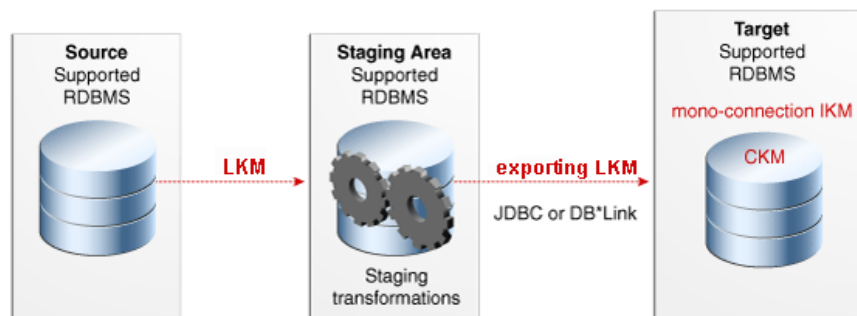 Source
Supported
RDBMS
LKM
Staging Area
Supported
RDBMS
Staging
transformations
exporting LKM
JDBC or DB*Link
Target
Supported
RDBMS
mono-connection IKM
CKM